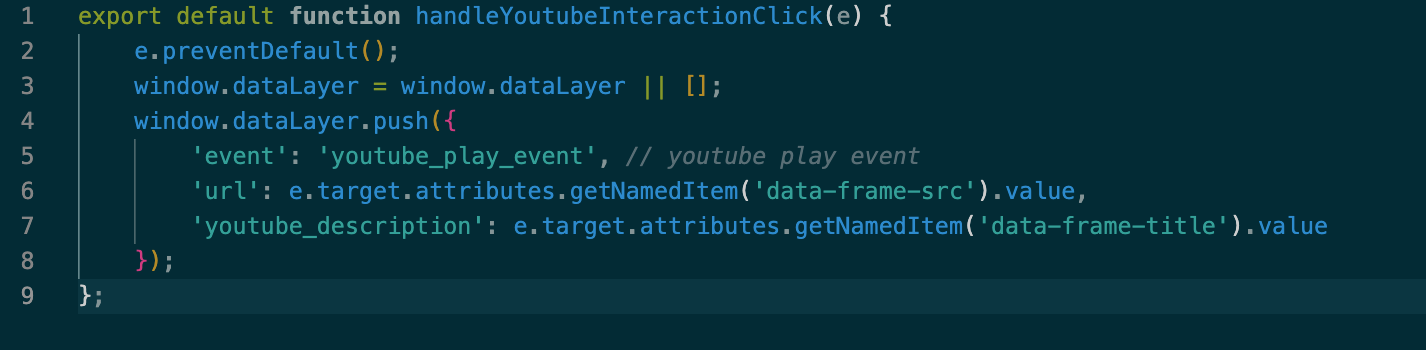 1 export default function handleYoutubeInteractionClick(e) {
2     e.preventDefault();
3     window.dataLayer = window.dataLayer || [];
4     window.dataLayer.push({
5         'event': 'youtube_play_event', // youtube play event
6         'url': e.target.attributes.getNamedItem('data-frame-src').value,
7         'youtube_description': e.target.attributes.getNamedItem('data-frame-title').value
8     });
9 };